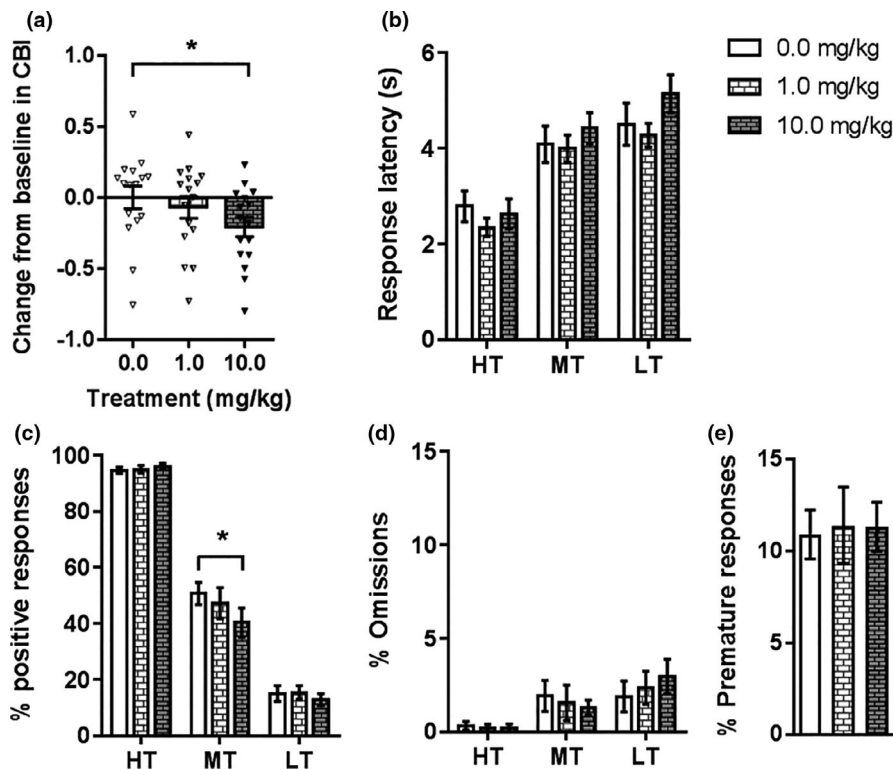 (a)
*
Change from baseline in CBI
1.0
0.5
0.0
-0.5
-1.0
0.0
1.0
10.0
Treatment (mg/kg)
(b)
Response latency (s)
6
4
2
0
HT
MT
LT
0.0 mg/kg
1.0 mg/kg
10.0 mg/kg
(c)
% positive responses
100
80
60
40
20
0
*
HT
MT
LT
(d)
% Omissions
15
10
5
0
HT
MT
LT
(e)
% Premature responses
15
10
5
0